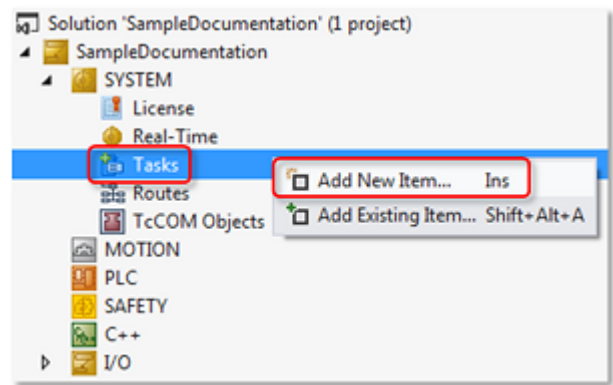 Solution 'SampleDocumentation' (1 project)
SampleDocumentation
SYSTEM
License
Real-Time
Tasks
Add New Item... Ins
Routes
Add Existing Item... Shift+Alt+A
TcCOM Objects
MOTION
PLC
SAFETY
C++
I/O